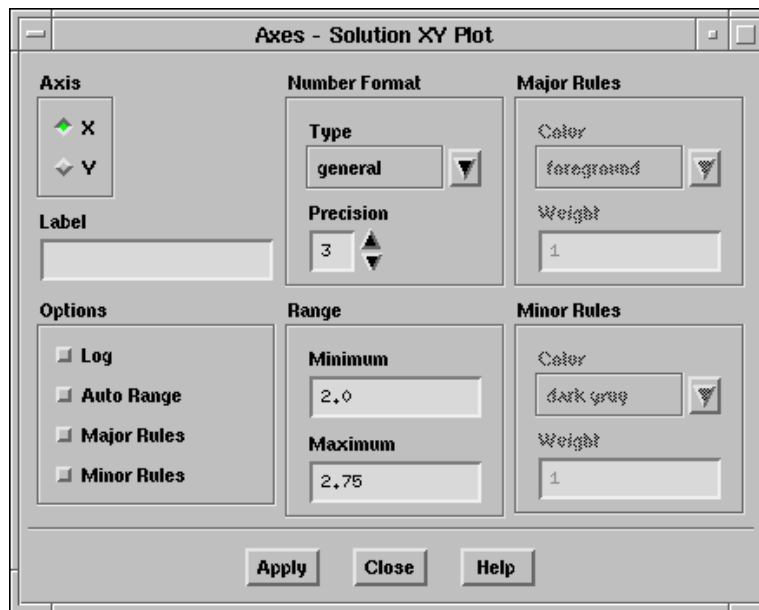 Axes - Solution XY Plot
Axis
X
Y
Label
Number Format
Type
general
Precision
3
Major Rules
Color
foreground
Weight
1
Options
Log
Auto Range
Major Rules
Minor Rules
Range
Minimum
2.0
Maximum
2.75
Minor Rules
Color
dark gray
Weight
1
Apply
Close
Help